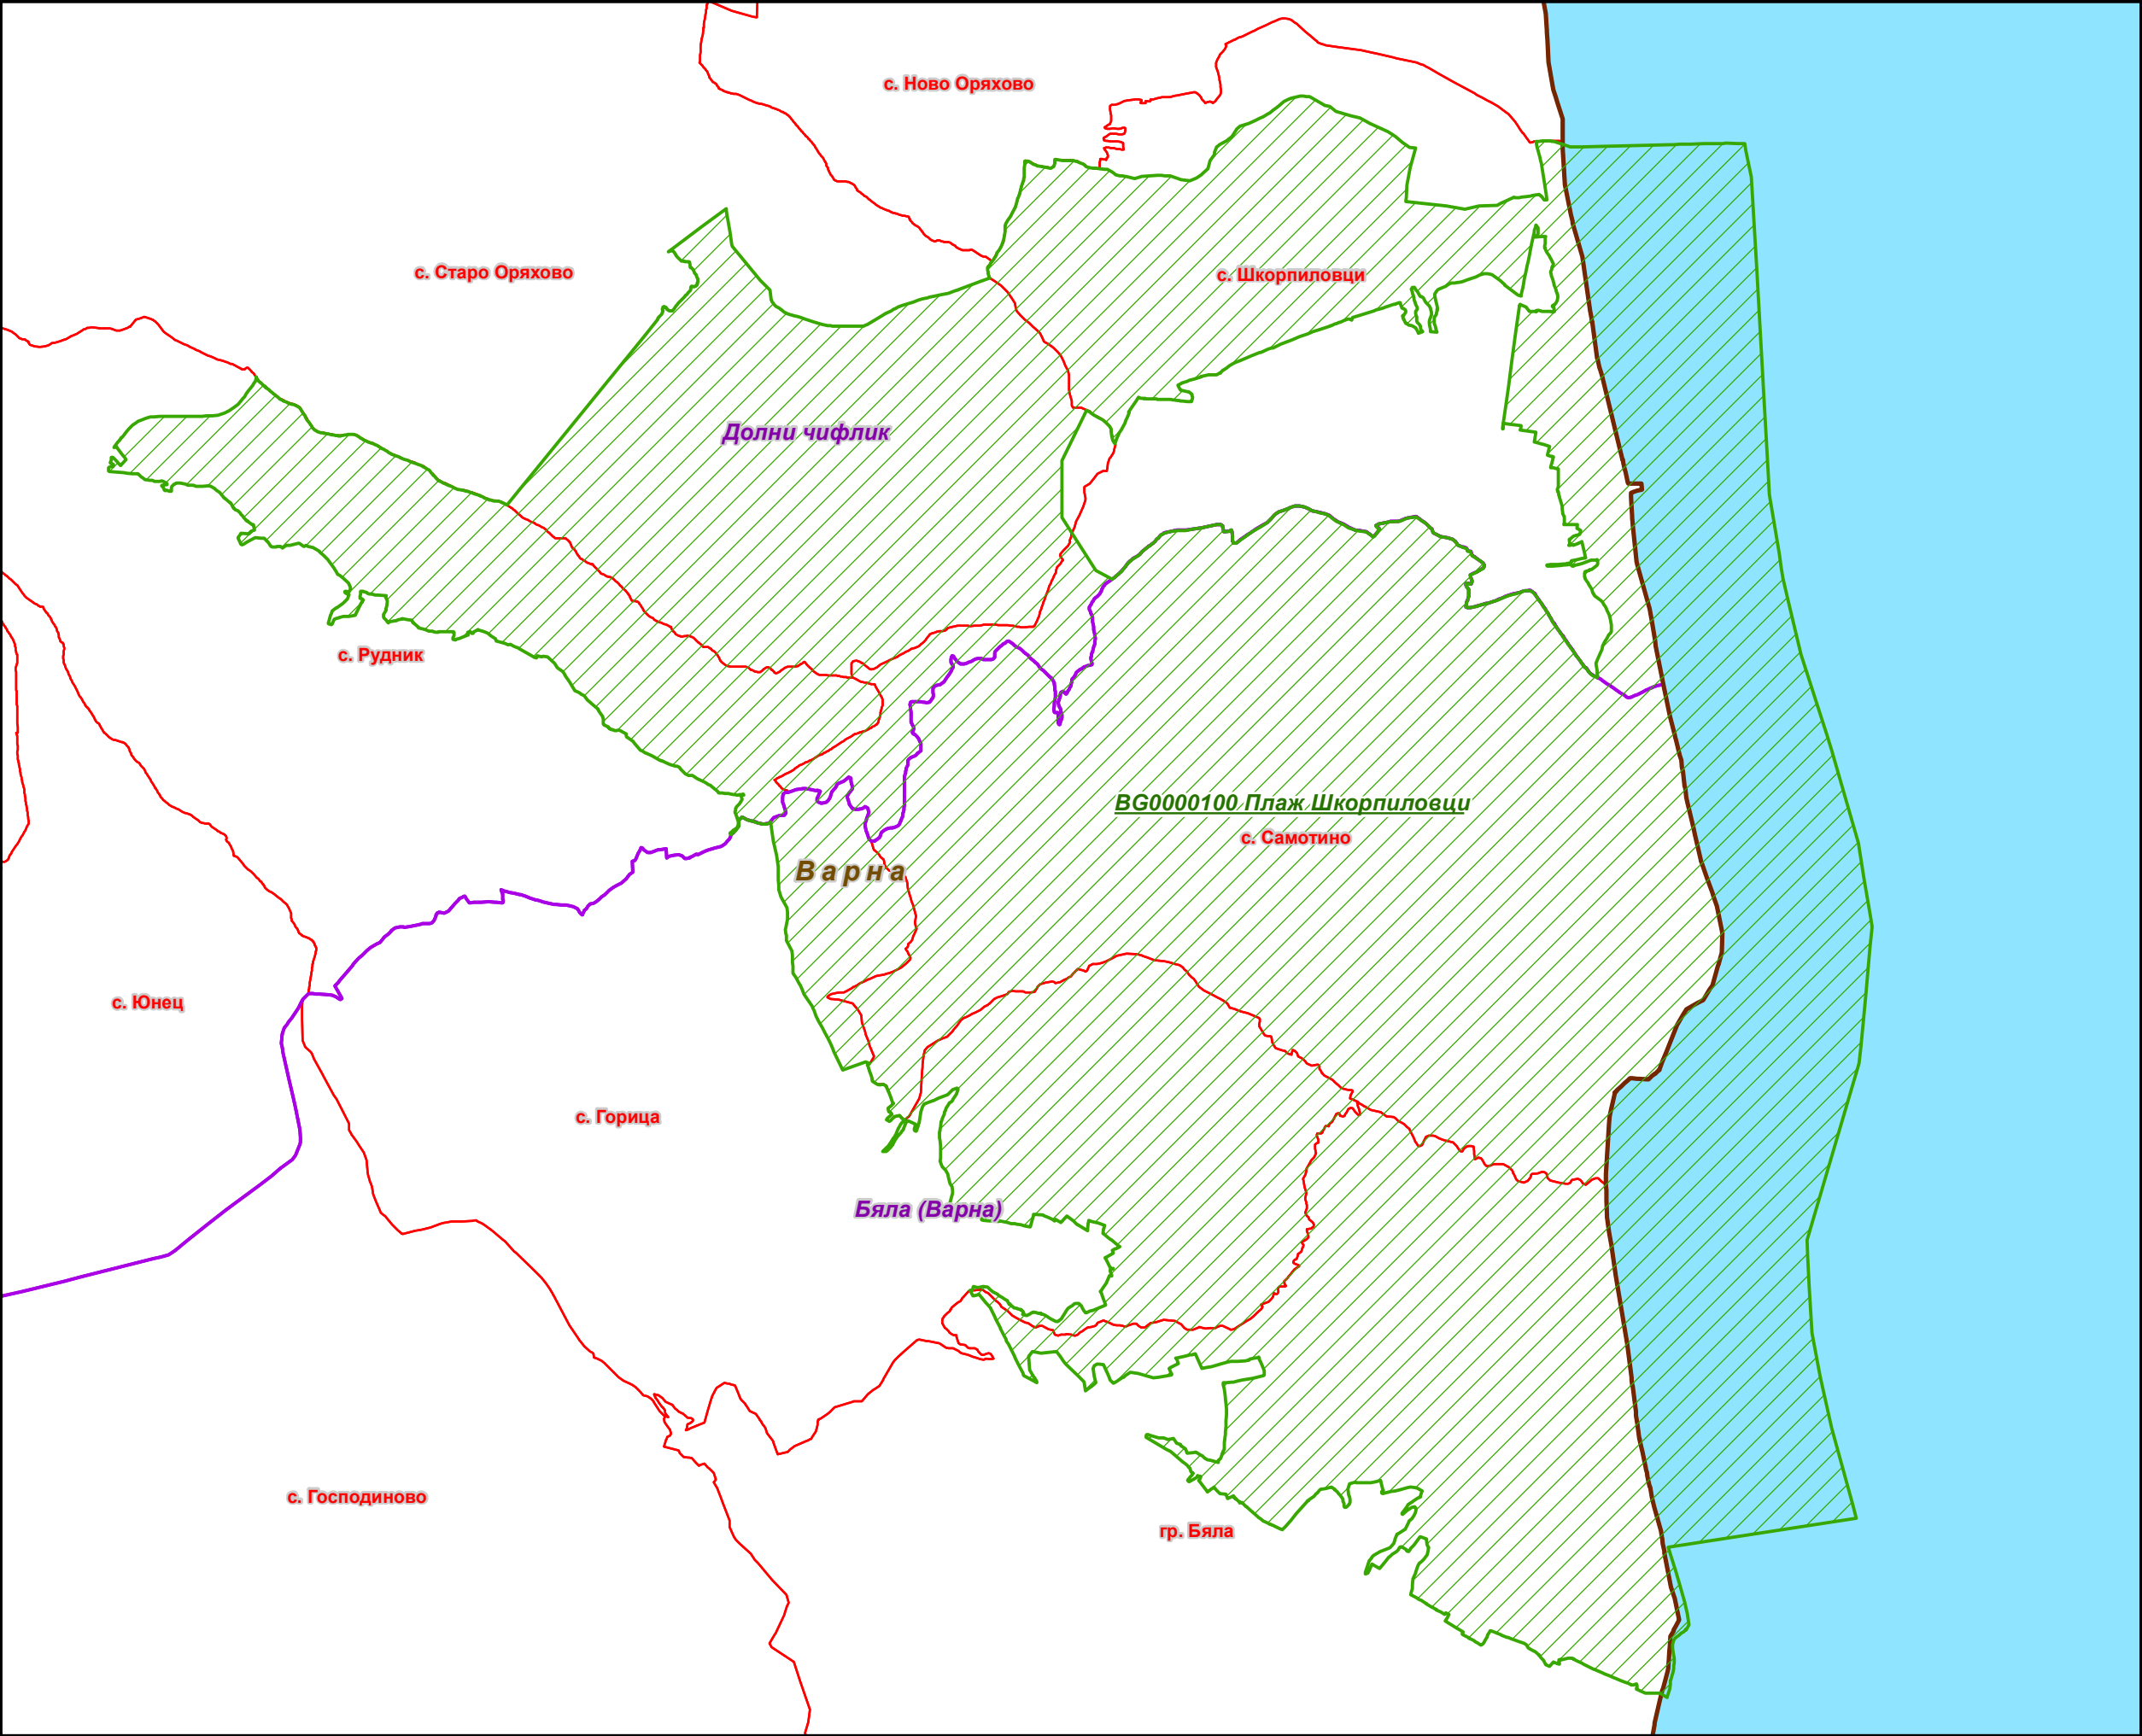 с. Ново Оряхово
с. Старо Оряхово
с. Шкорпиловци
Долни чифлик
с. Рудник
BG0000100 Плаж Шкорпиловци
с. Самотино
Варна
с. Юнец
с. Горица
Бяла (Варна)
с. Господиново
гр. Бяла